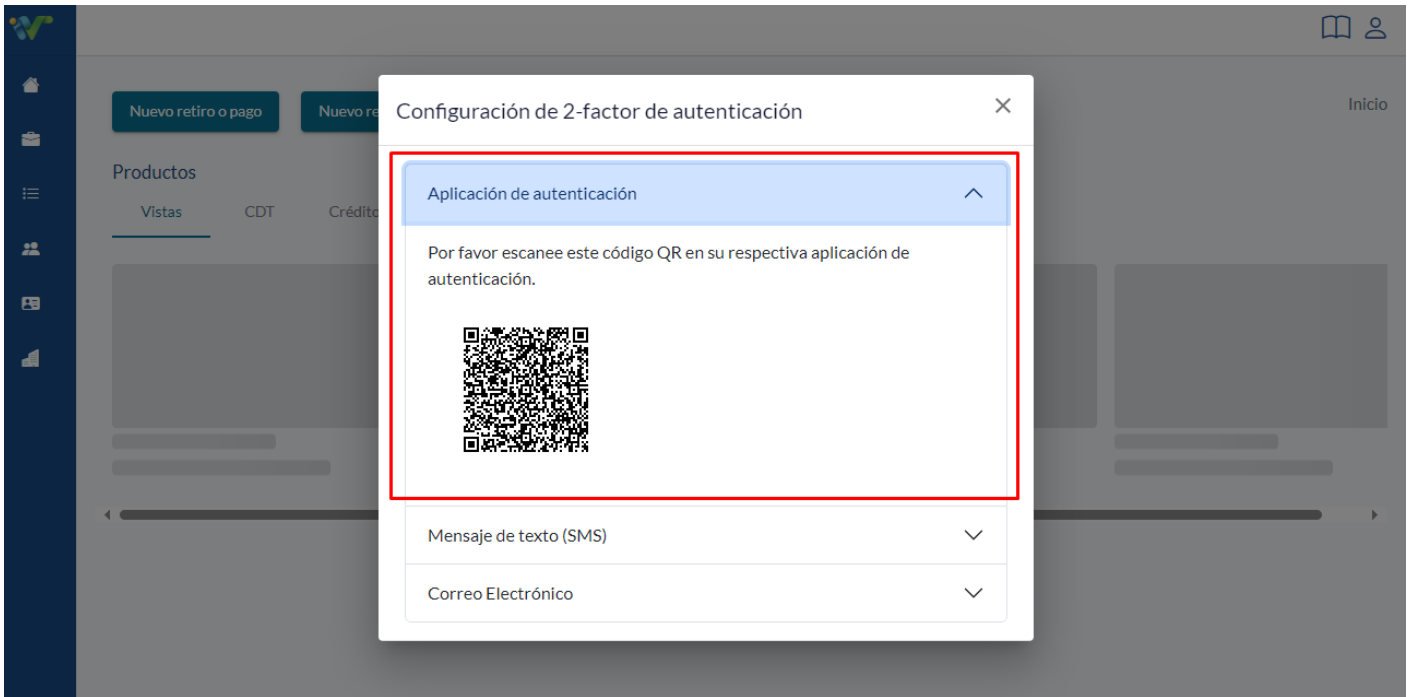 Inicio
Nuevo retiro o pago
Nuevo re
Productos
Vistas
CDT
Crédito
Configuración de 2-factor de autenticación
Aplicación de autenticación
Por favor escanee este código QR en su respectiva aplicación de
autenticación.
Mensaje de texto (SMS)
Correo Electrónico